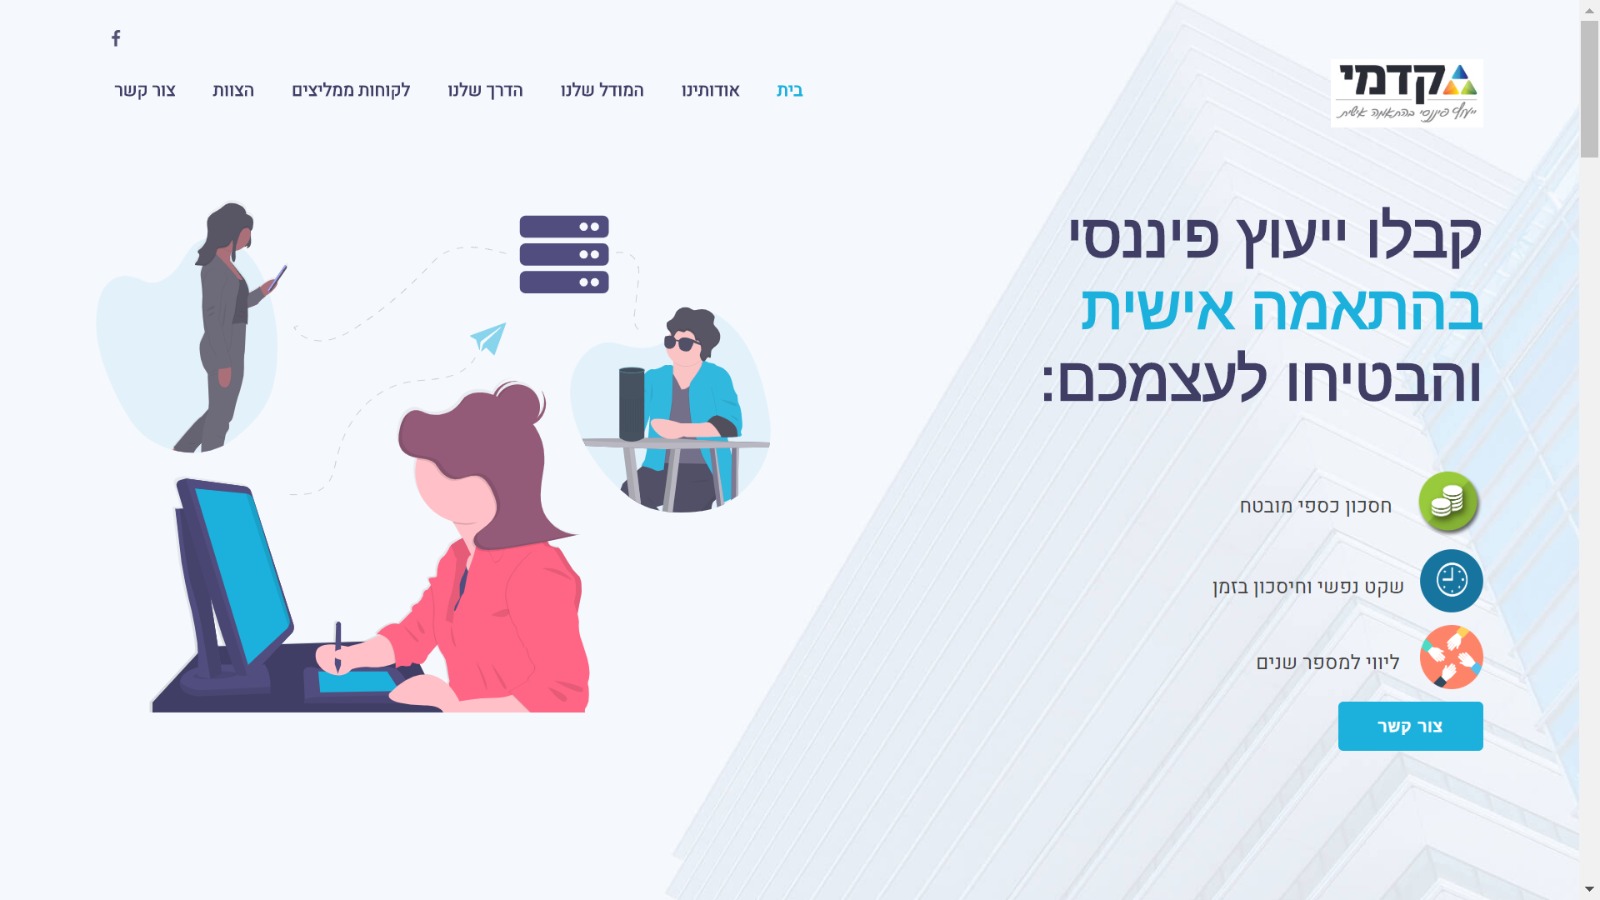 קדמי
ייעוץ פיננסי בהתאמה אישית
בית
אודותינו
המודל שלנו
הדרך שלנו
לקוחות ממליצים
הצוות
צור קשר
קבלו ייעוץ פיננסי
בהתאמה אישית
והבטיחו לעצמכם:
חסכון כספי מובטח
שקט נפשי וחיסכון בזמן
ליווי למספר שנים
צור קשר